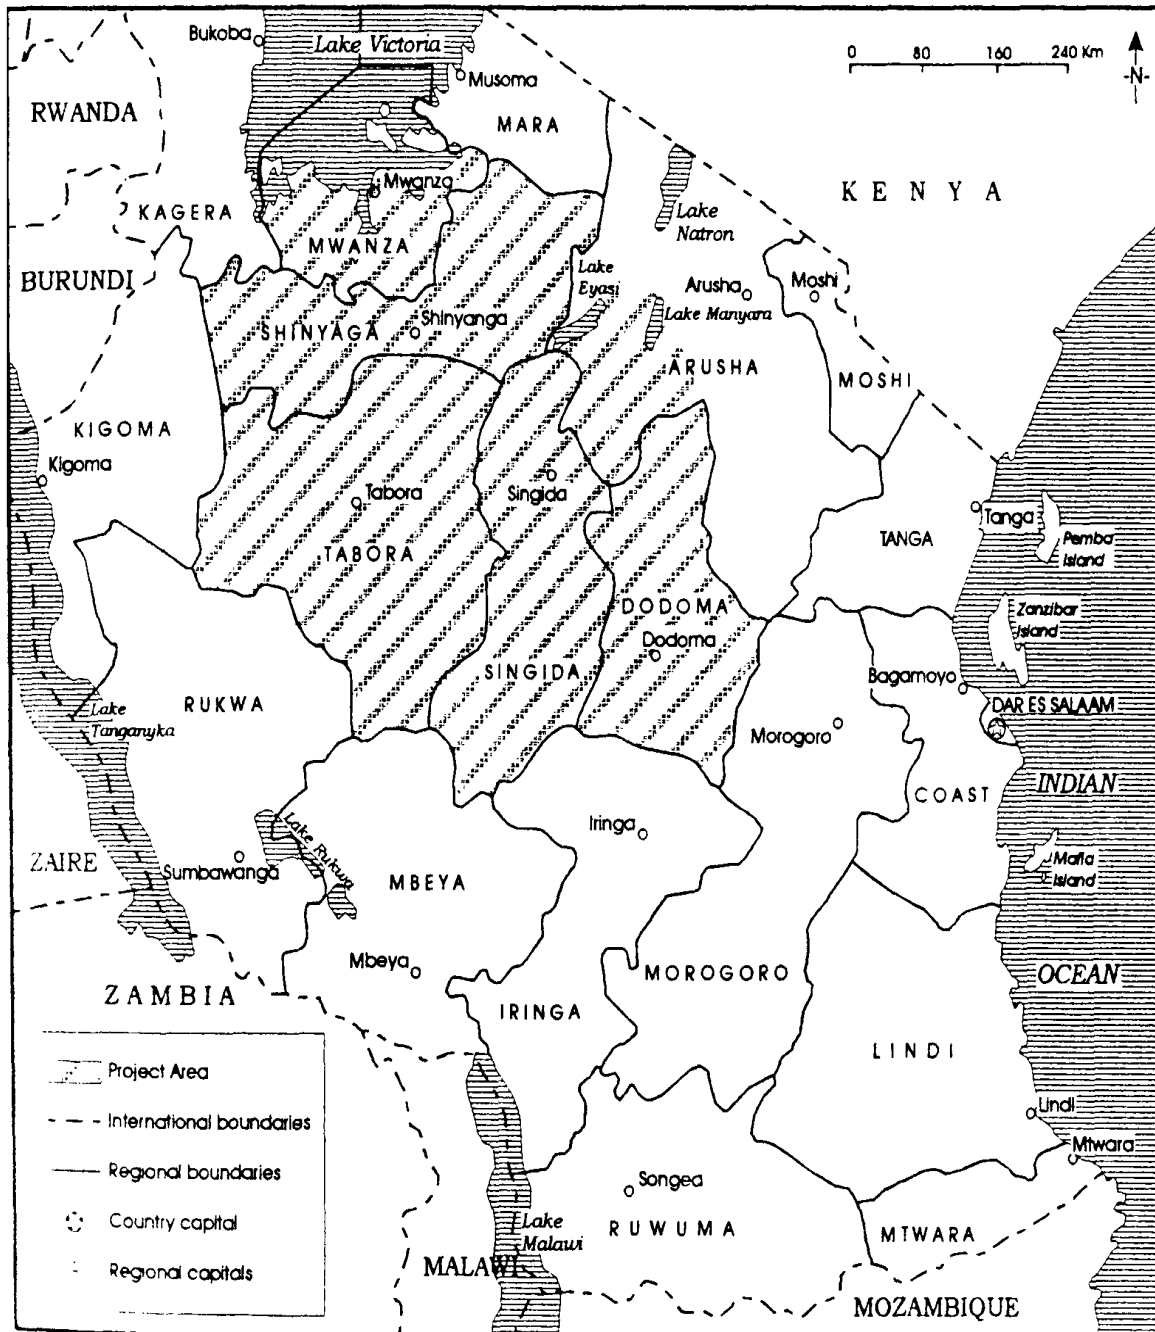 Bukoba
Lake Victoria
0 80 160 240 Km
-N-
Musoma
RWANDA
MARA
KENYA
Mwanza
KAGERA
Lake
Natron
MWANZA
BURUNDI
Lake
Eyasi
Arusha
Moshi
Lake Manyara
SHINYAGA
Shinyanga
ARUSHA
MOSHI
KIGOMA
Kigoma
Tabora
Singida
Tanga
Pemba
Island
TABORA
TANGA
DODOMA
Zanzibar
Island
Dodoma
SINGIDA
Bagamoyo
RUKWA
Lake
Tanganyka
DAR ES SALAAM
Morogoro
INDIAN
COAST
Iringa
Lake Rukwa
ZAIRE
Sumbawanga
Mafia
Island
MBEYA
Mbeya
MOROGORO
OCEAN
ZAMBIA
IRINGA
LINDI
Project Area
International boundaries
Regional boundaries
Country capital
Regional capitals
Lindi
Mtwara
Songea
Lake
Malawi
RUWUMA
MTWARA
MALAWI
MOZAMBIQUE